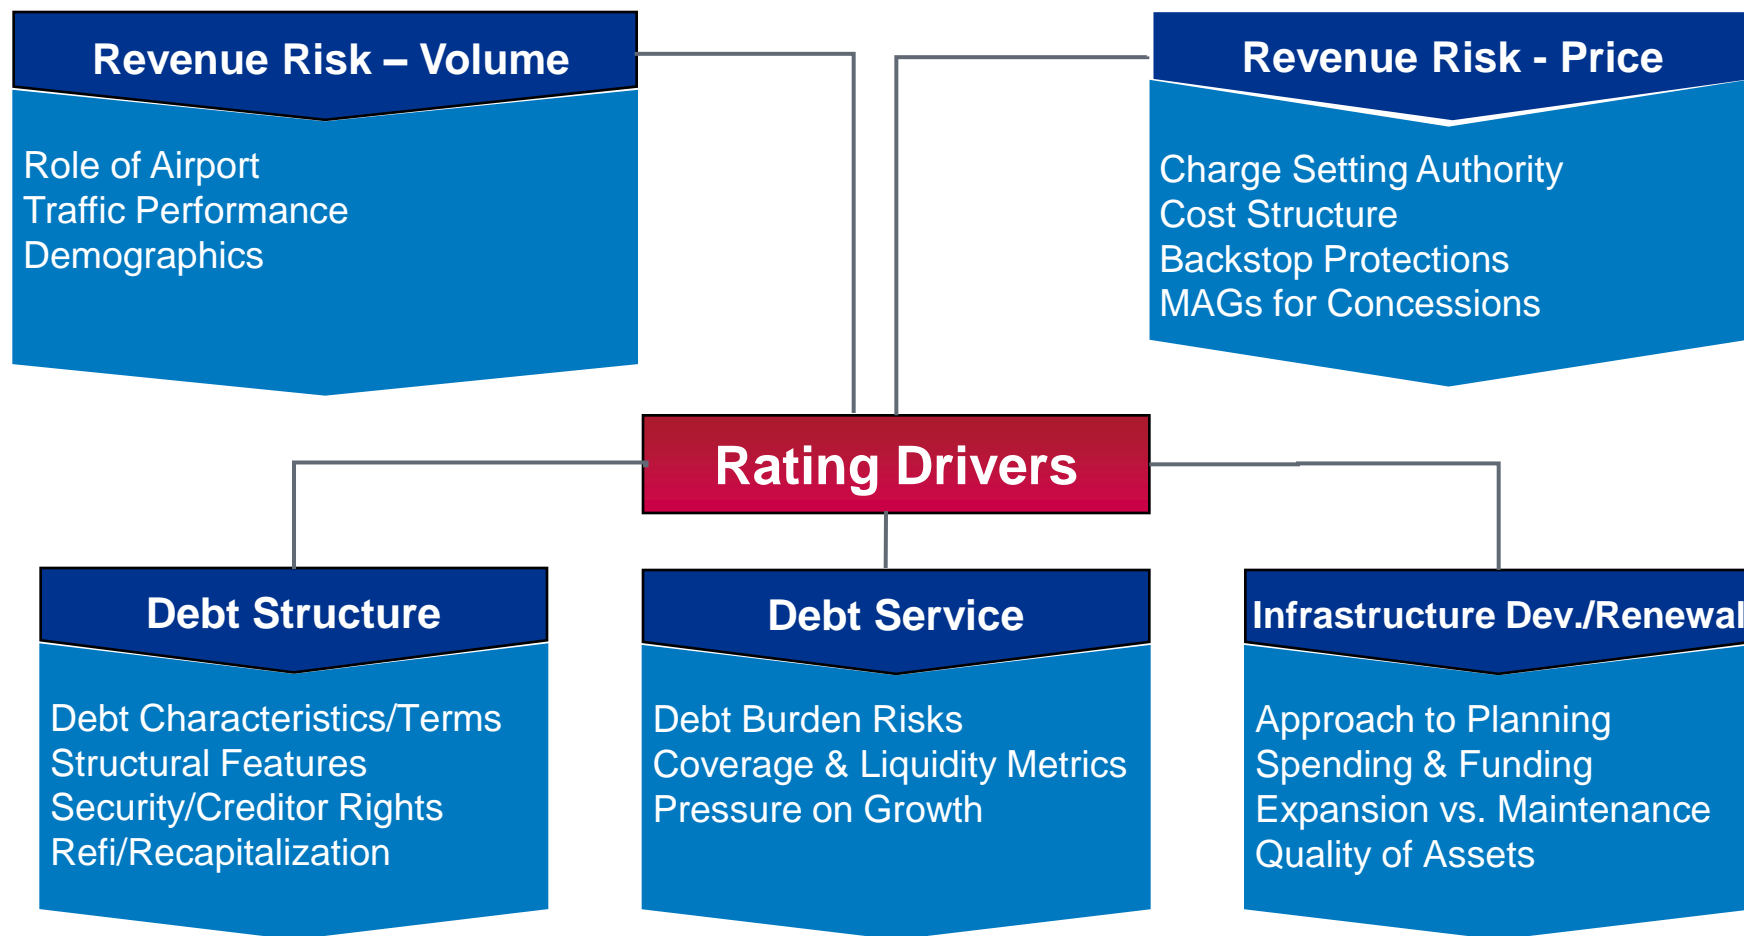 Revenue Risk – Volume
Role of Airport
Traffic Performance
Demographics
Revenue Risk - Price
Charge Setting Authority
Cost Structure
Backstop Protections
MAGs for Concessions
Rating Drivers
Debt Structure
Debt Characteristics/Terms
Structural Features
Security/Creditor Rights
Refi/Recapitalization
Debt Service
Debt Burden Risks
Coverage & Liquidity Metrics
Pressure on Growth
Infrastructure Dev./Renewal
Approach to Planning
Spending & Funding
Expansion vs. Maintenance
Quality of Assets